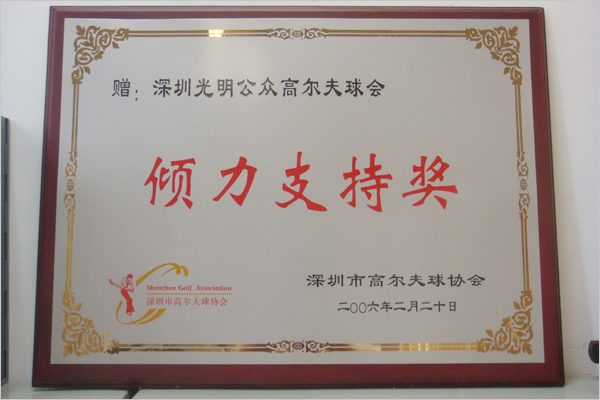 赠：深圳光明公众高尔夫球会
倾力支持奖
Shenzhen Golf Association
深圳市高尔夫球协会
深圳市高尔夫球协会
二〇〇六年二月二十日